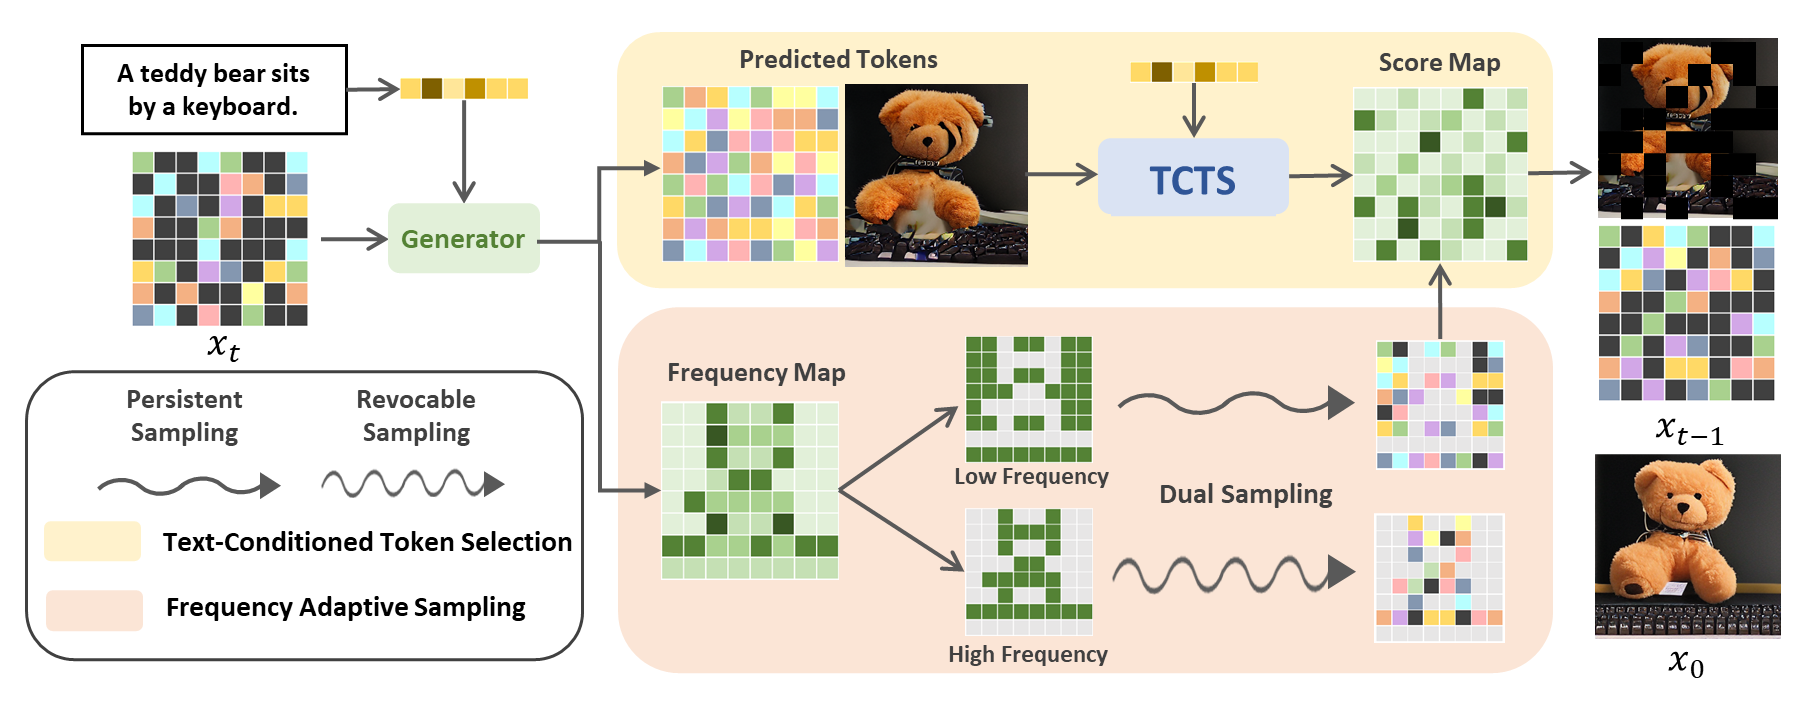 A teddy bear sits
by a keyboard.
Generator
x_t
Persistent
Sampling
Revocable
Sampling
Text-Conditioned Token Selection
Frequency Adaptive Sampling
Predicted Tokens
TCTS
Score Map
Frequency Map
Low Frequency
High Frequency
Dual Sampling
x_{t−1}
x_0